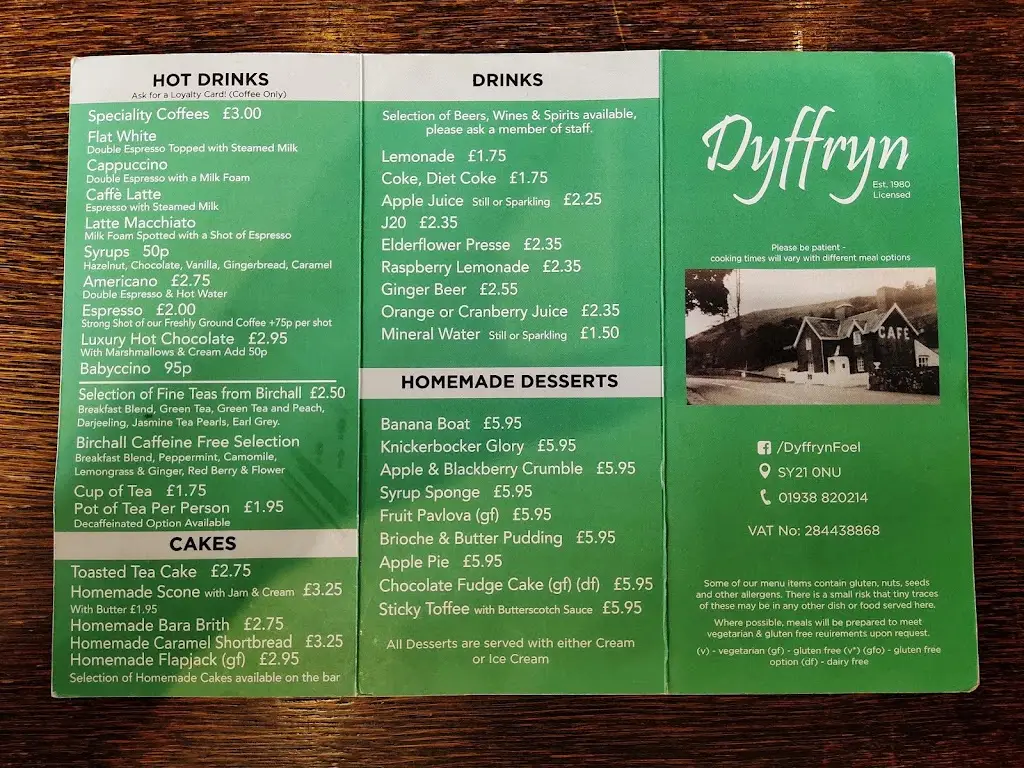 HOT DRINKS
Ask for a Loyalty Card! (Coffee Only)
Speciality Coffees £3.00
Flat White
Double Espresso Topped with Steamed Milk
Cappuccino
Double Espresso with a Milk Foam
Caffè Latte
Espresso with Steamed Milk
Latte Macchiato
Milk Foam Spotted with a Shot of Espresso
Syrups 50p
Hazelnut, Chocolate, Vanilla, Gingerbread, Caramel
Americano £2.75
Double Espresso & Hot Water
Espresso £2.00
Strong Shot of our Freshly Ground Coffee +75p per shot
Luxury Hot Chocolate £2.95
With Marshmallows & Cream Add 50p
Babyccino 95p
Selection of Fine Teas from Birchall £2.50
Breakfast Blend, Green Tea, Green Tea and Peach,
Darjeeling, Jasmine Tea Pearls, Earl Grey.
Birchall Caffeine Free Selection
Breakfast Blend, Peppermint, Camomile,
Lemongrass & Ginger, Red Berry & Flower
Cup of Tea £1.75
Pot of Tea Per Person £1.95
Decaffeinated Option Available
CAKES
Toasted Tea Cake £2.75
Homemade Scone with Jam & Cream £3.25
With Butter £1.95
Homemade Bara Brith £2.75
Homemade Caramel Shortbread £3.25
Homemade Flapjack (gf) £2.95
Selection of Homemade Cakes available on the bar
DRINKS
Selection of Beers, Wines & Spirits available,
please ask a member of staff.
Lemonade £1.75
Coke, Diet Coke £1.75
Apple Juice Still or Sparkling £2.25
J20 £2.35
Elderflower Presse £2.35
Raspberry Lemonade £2.35
Ginger Beer £2.55
Orange or Cranberry Juice £2.35
Mineral Water Still or Sparkling £1.50
HOMEMADE DESSERTS
Banana Boat £5.95
Knickerbocker Glory £5.95
Apple & Blackberry Crumble £5.95
Syrup Sponge £5.95
Fruit Pavlova (gf) £5.95
Brioche & Butter Pudding £5.95
Apple Pie £5.95
Chocolate Fudge Cake (gf) (df) £5.95
Sticky Toffee with Butterscotch Sauce £5.95
All Desserts are served with either Cream
or Ice Cream
Dyffryn
Est. 1980
Licensed
Please be patient -
cooking times will vary with different meal options
CAFE
/DyffrynFoel
SY21 0NU
01938 820214
VAT No: 284438868
Some of our menu items contain gluten, nuts, seeds
and other allergens. There is a small risk that tiny traces
of these may be in any other dish or food served here.
Where possible, meals will be prepared to meet
vegetarian & gluten free reuirements upon request.
(v) - vegetarian (gf) - gluten free (v*) (gfo) - gluten free
option (df) - dairy free